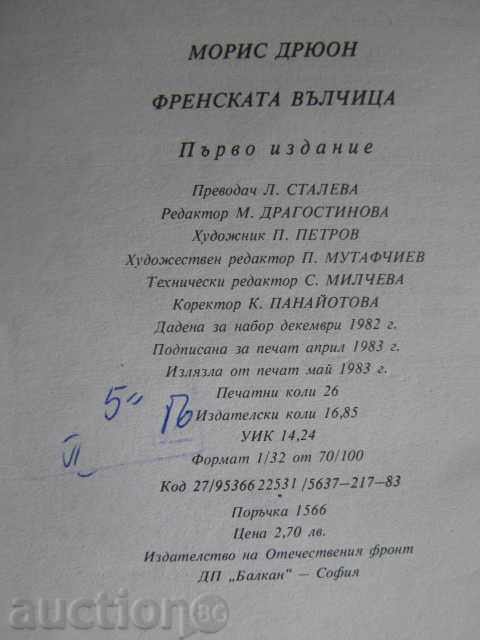 МОРИС ДРЮОН
ФРЕНСКАТА ВЪЛЧИЦА
Първо издание
Преводач Л. СТАЛЕВА
Редактор М. ДРАГОСТИНОВА
Художник П. ПЕТРОВ
Художествен редактор П. МУТАФЧИЕВ
Технически редактор С. МИЛЧЕВА
Коректор К. ПАНАЙОТОВА
Дадена за набор декември 1982 г.
Подписана за печат април 1983 г.
Излязла от печат май 1983 г.
Печатни коли 26
Издателски коли 16,85
УИК 14,24
Формат 1/32 от 70/100
Код 27/95366 22531 /5637—217—83
Поръчка 1566
Цена 2,70 лв.
Издателство на Отечествения фронт
ДП „Балкан" — София
5"
auction.bg